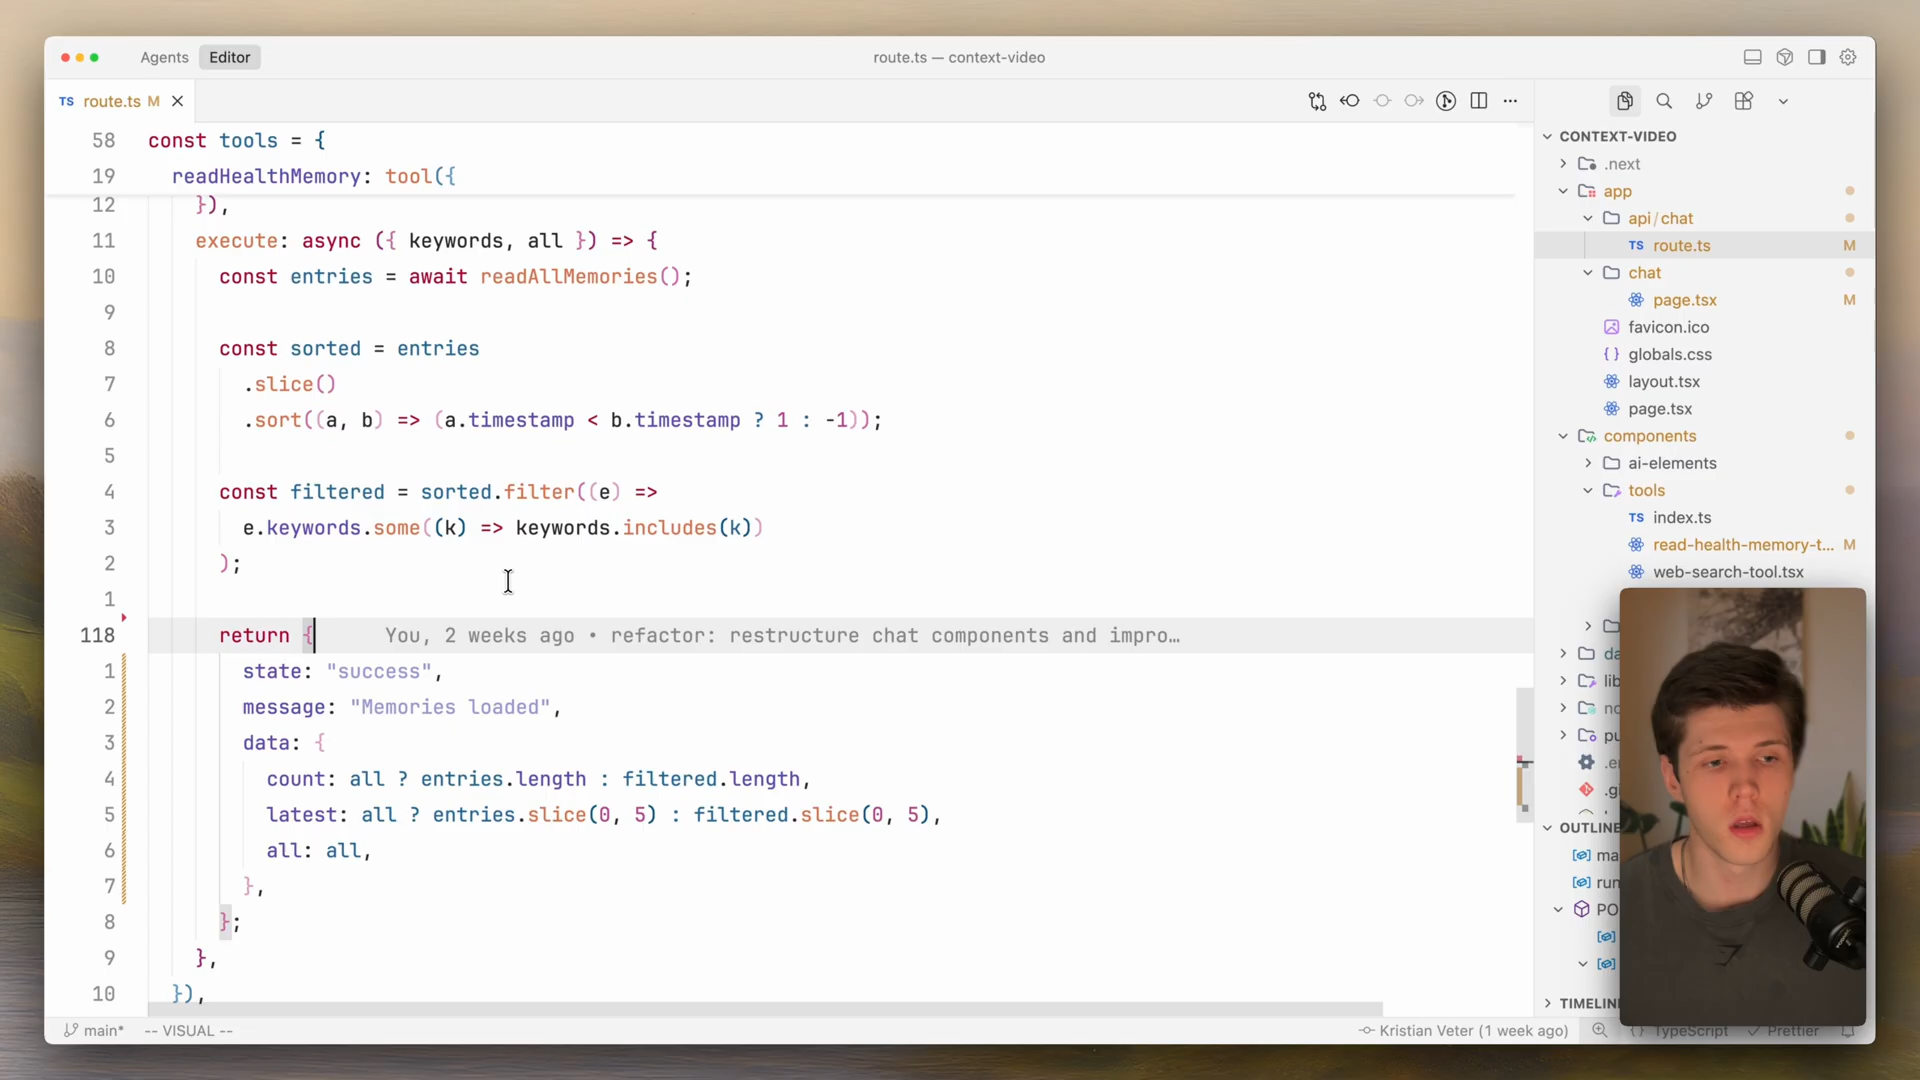 Agents Editor
route.ts — context-video
TS route.ts M
58 const tools = {
19 readHealthMemory: tool({
12 }),
11 execute: async ({ keywords, all }) => {
10 const entries = await readAllMemories();
9
8 const sorted = entries
7 .slice()
6 .sort((a, b) => (a.timestamp < b.timestamp ? 1 : -1));
5
4 const filtered = sorted.filter((e) =>
3 e.keywords.some((k) => keywords.includes(k))
2 );
1
118 return { You, 2 weeks ago • refactor: restructure chat components and impro…
1 state: "success",
2 message: "Memories loaded",
3 data: {
4 count: all ? entries.length : filtered.length,
5 latest: all ? entries.slice(0, 5) : filtered.slice(0, 5),
6 all: all,
7 },
8 };
9 },
10 }),
CONTEXT-VIDEO
.next
app
api/chat
TS route.ts M
chat
page.tsx M
favicon.ico
{} globals.css
layout.tsx
page.tsx
components
ai-elements
tools
TS index.ts
read-health-memory-t... M
web-search-tool.tsx
da
lib
no
pu
.e
.gi
OUTLINE
ma
run
PO
TIMELIN
main* -- VISUAL --
Kristian Veter (1 week ago) {} TypeScript Prettier